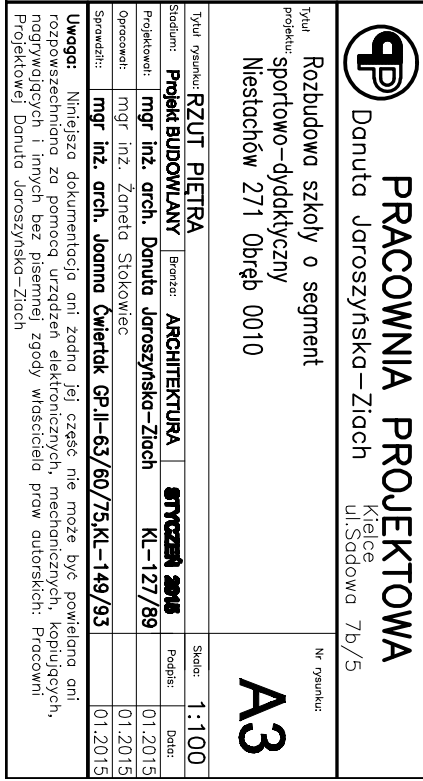 PRACOWNIA PROJEKTOWA
Danuta Jaroszyńska-Ziach
Kielce
ul.Sadowa 7b/5
Tytuł projektu:
Rozbudowa szkoły o segment
sportowo-dydaktyczny
Niestachów 271 Obręb 0010
Nr rysunku:
A3
Tytuł rysunku: RZUT PIĘTRA
Skala: 1:100
Stadium: Projekt BUDOWLANY Branża: ARCHITEKTURA STYCZEŃ 2015 Podpis: Data:
Projektował: mgr inż. arch. Danuta Jaroszyńska-Ziach KL-127/89 01.2015
Opracował: mgr inż. Żaneta Stokowiec 01.2015
Sprawdził:: mgr inż. arch. Joanna Ćwiertak GP.II-63/60/75,KL-149/93 01.2015
Uwaga: Niniejsza dokumentacja ani żadna jej część nie może być powielana ani
rozpowszechniana za pomocą urządzeń elektronicznych, mechanicznych, kopiujących,
nagrywających i innych bez pisemnej zgody właściciela praw autorskich: Pracowni
Projektowej Danuta Jaroszyńska-Ziach